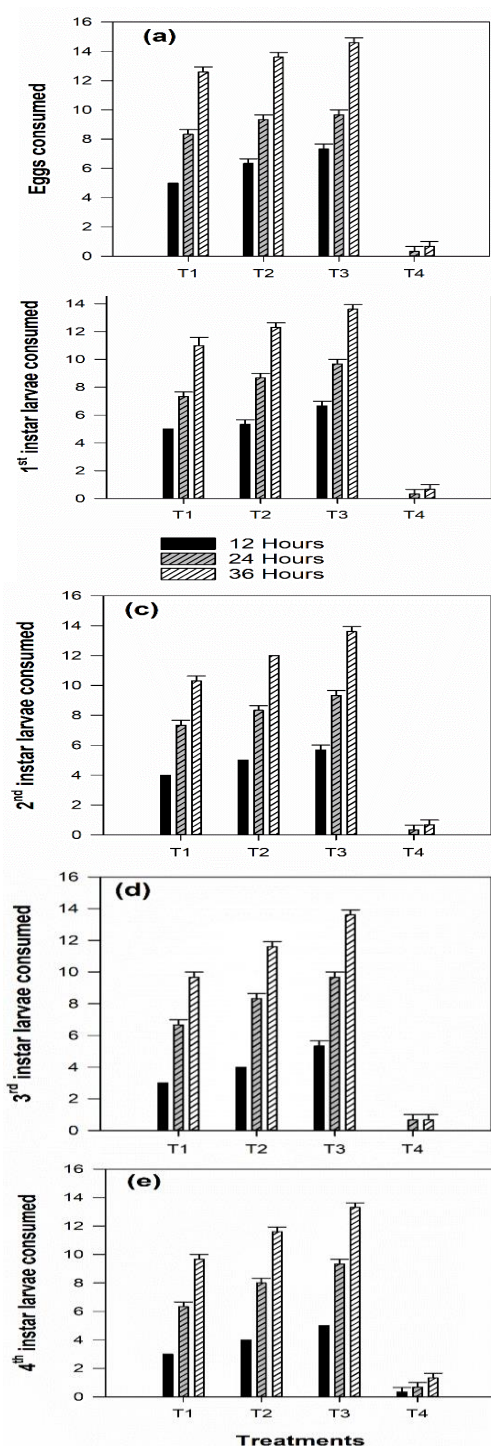 (a)
Eggs consumed
16
14
12
10
8
6
4
2
0
T1 T2 T3 T4
1st instar larvae consumed
14
12
10
8
6
4
2
0
T1 T2 T3 T4
12 Hours
24 Hours
36 Hours
(c)
2nd instar larvae consumed
16
14
12
10
8
6
4
2
0
T1 T2 T3 T4
(d)
3rd instar larvae consumed
16
14
12
10
8
6
4
2
0
T1 T2 T3 T4
(e)
4th instar larvae consumed
16
14
12
10
8
6
4
2
0
T1 T2 T3 T4
Treatments